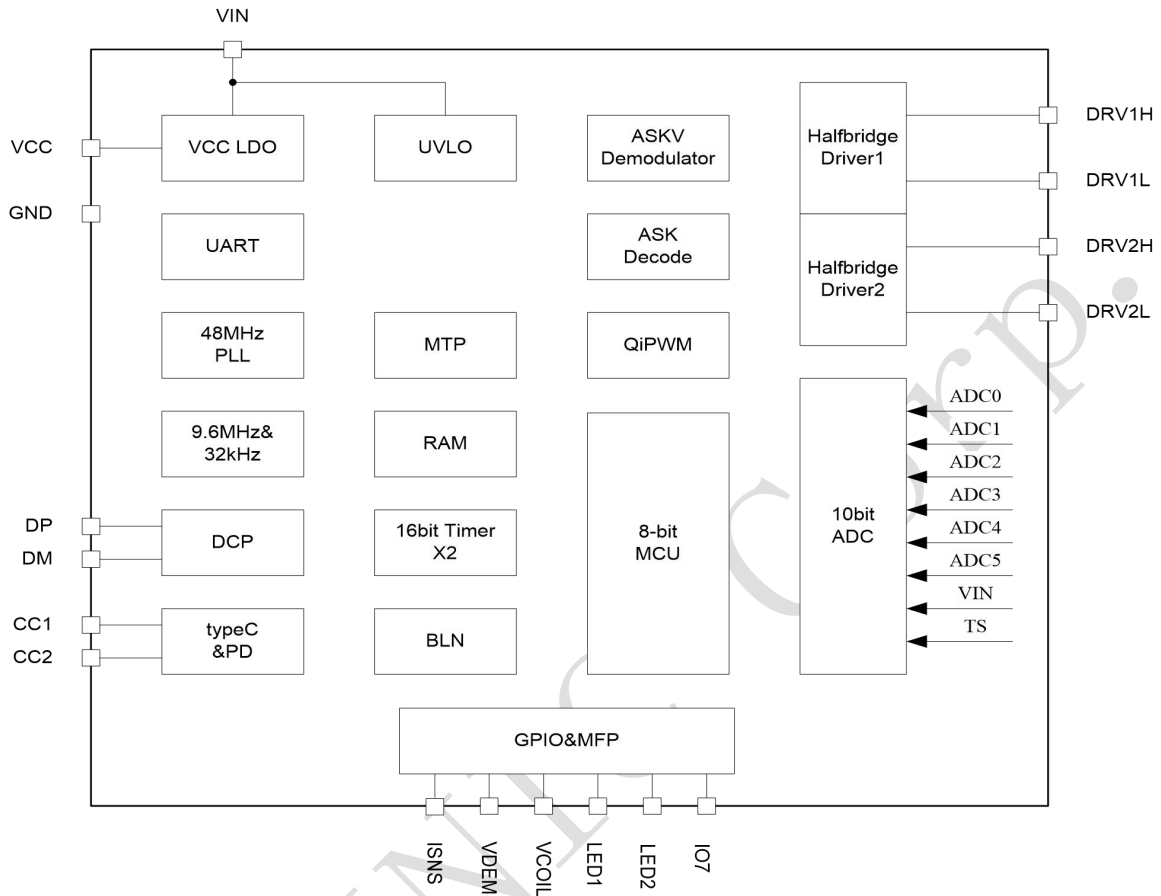 VIN
VCC
GND
VCC LDO
UVLO
ASKV
Demodulator
Halfbridge
Driver1
DRV1H
DRV1L
UART
ASK
Decode
Halfbridge
Driver2
DRV2H
DRV2L
48MHz
PLL
MTP
QiPWM
9.6MHz&
32kHz
RAM
DP
DM
DCP
16bit Timer
X2
8-bit
MCU
10bit
ADC
ADC0
ADC1
ADC2
ADC3
ADC4
ADC5
VIN
TS
CC1
CC2
typeC
&PD
BLN
GPIO&MFP
ISNS
VDEM
VCOIL
LED1
LED2
IO7
Corp.